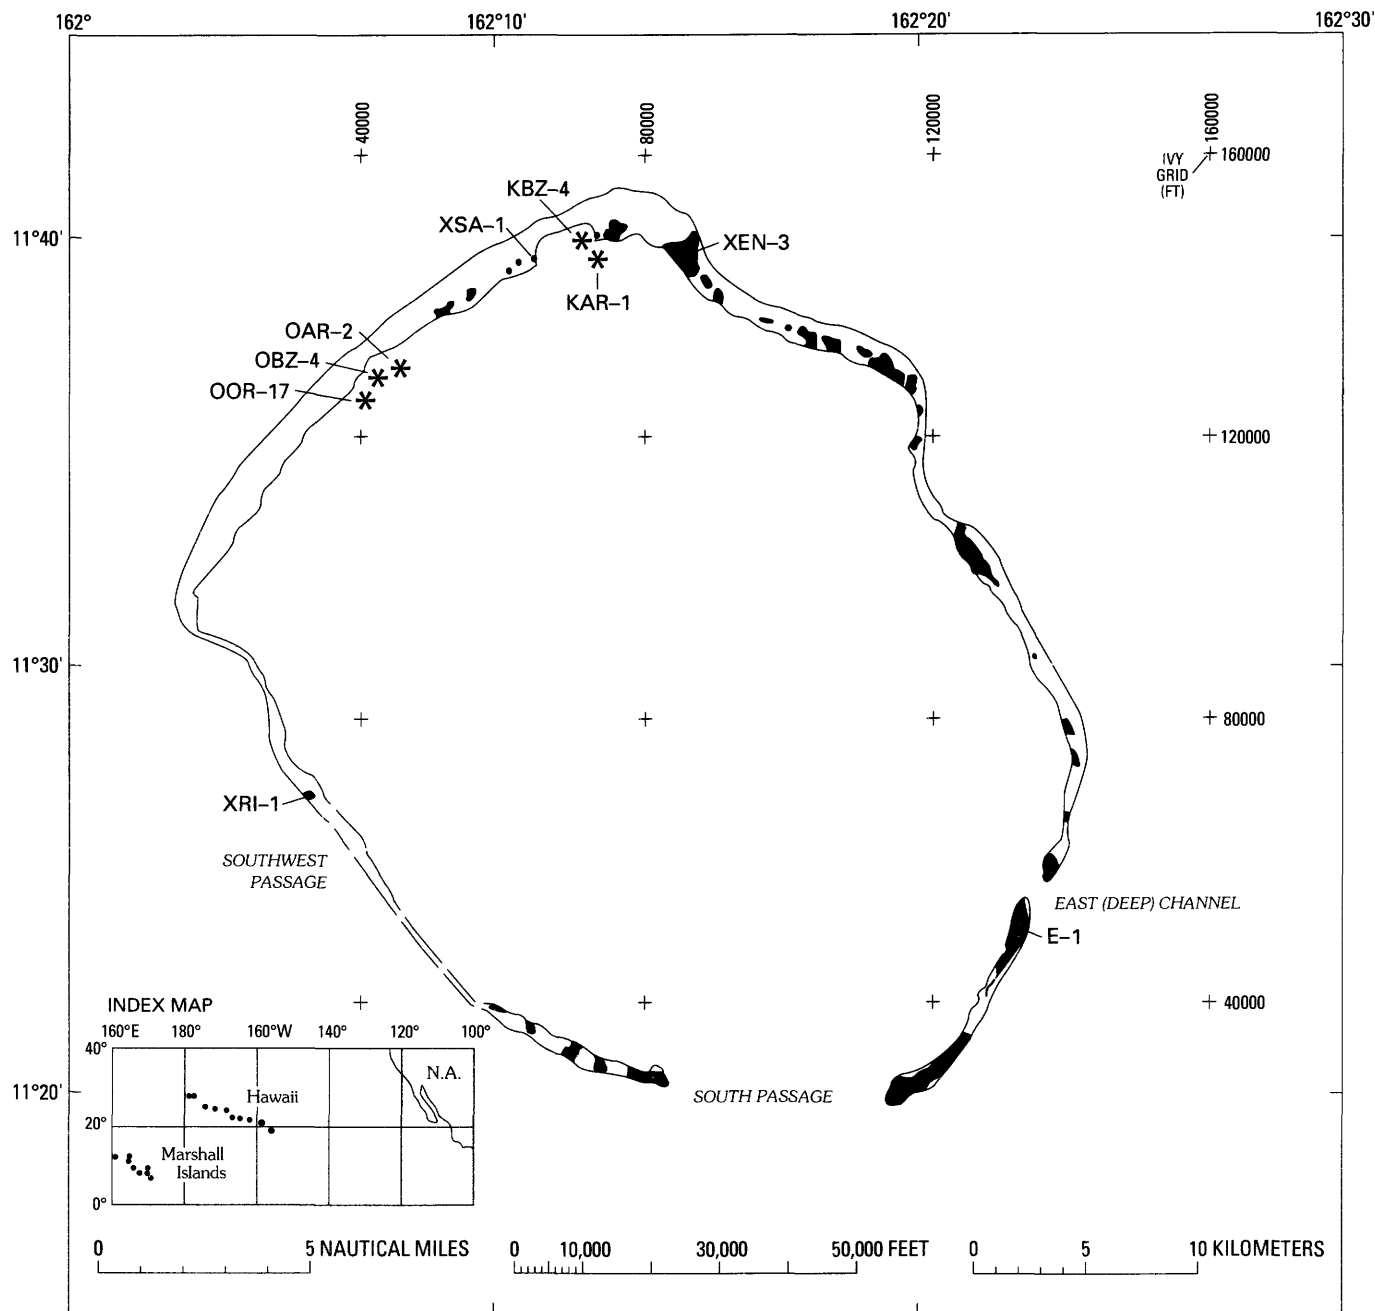 162°
162°10'
162°20'
162°30'
40000
80000
120000
160000
IVY
GRID
(FT)
160000
KBZ–4
XSA–1
11°40'
XEN–3
KAR–1
OAR–2
OBZ–4
OOR–17
120000
11°30'
80000
XRI–1
SOUTHWEST
PASSAGE
EAST (DEEP) CHANNEL
E–1
40000
INDEX MAP
160°E 180° 160°W 140° 120° 100°
40°
N.A.
Hawaii
11°20'
SOUTH PASSAGE
20°
Marshall
Islands
0°
0 5 NAUTICAL MILES
0 10,000 30,000 50,000 FEET
0 5 10 KILOMETERS